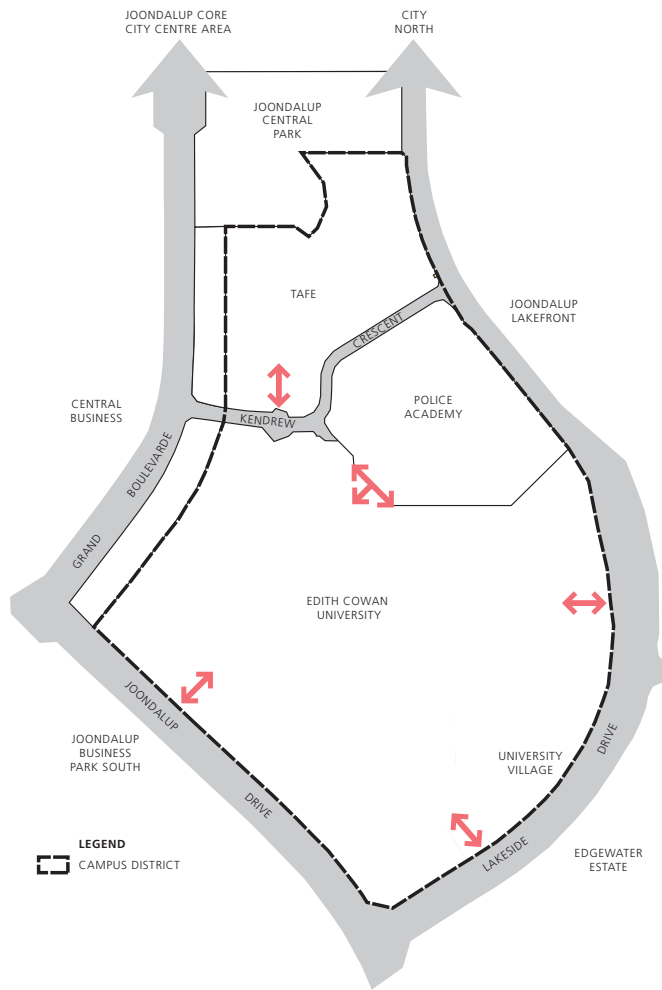 JOONDALUP CORE
CITY CENTRE AREA
CITY
NORTH
JOONDALUP
CENTRAL
PARK
TAFE
JOONDALUP
LAKEFRONT
CRESCENT
POLICE
ACADEMY
CENTRAL
BUSINESS
KENDREW
BOULEVARDE
GRAND
EDITH COWAN
UNIVERSITY
JOONDALUP
JOONDALUP
BUSINESS
PARK SOUTH
DRIVE
UNIVERSITY
VILLAGE
DRIVE
LAKESIDE
EDGEWATER
ESTATE
LEGEND
CAMPUS DISTRICT